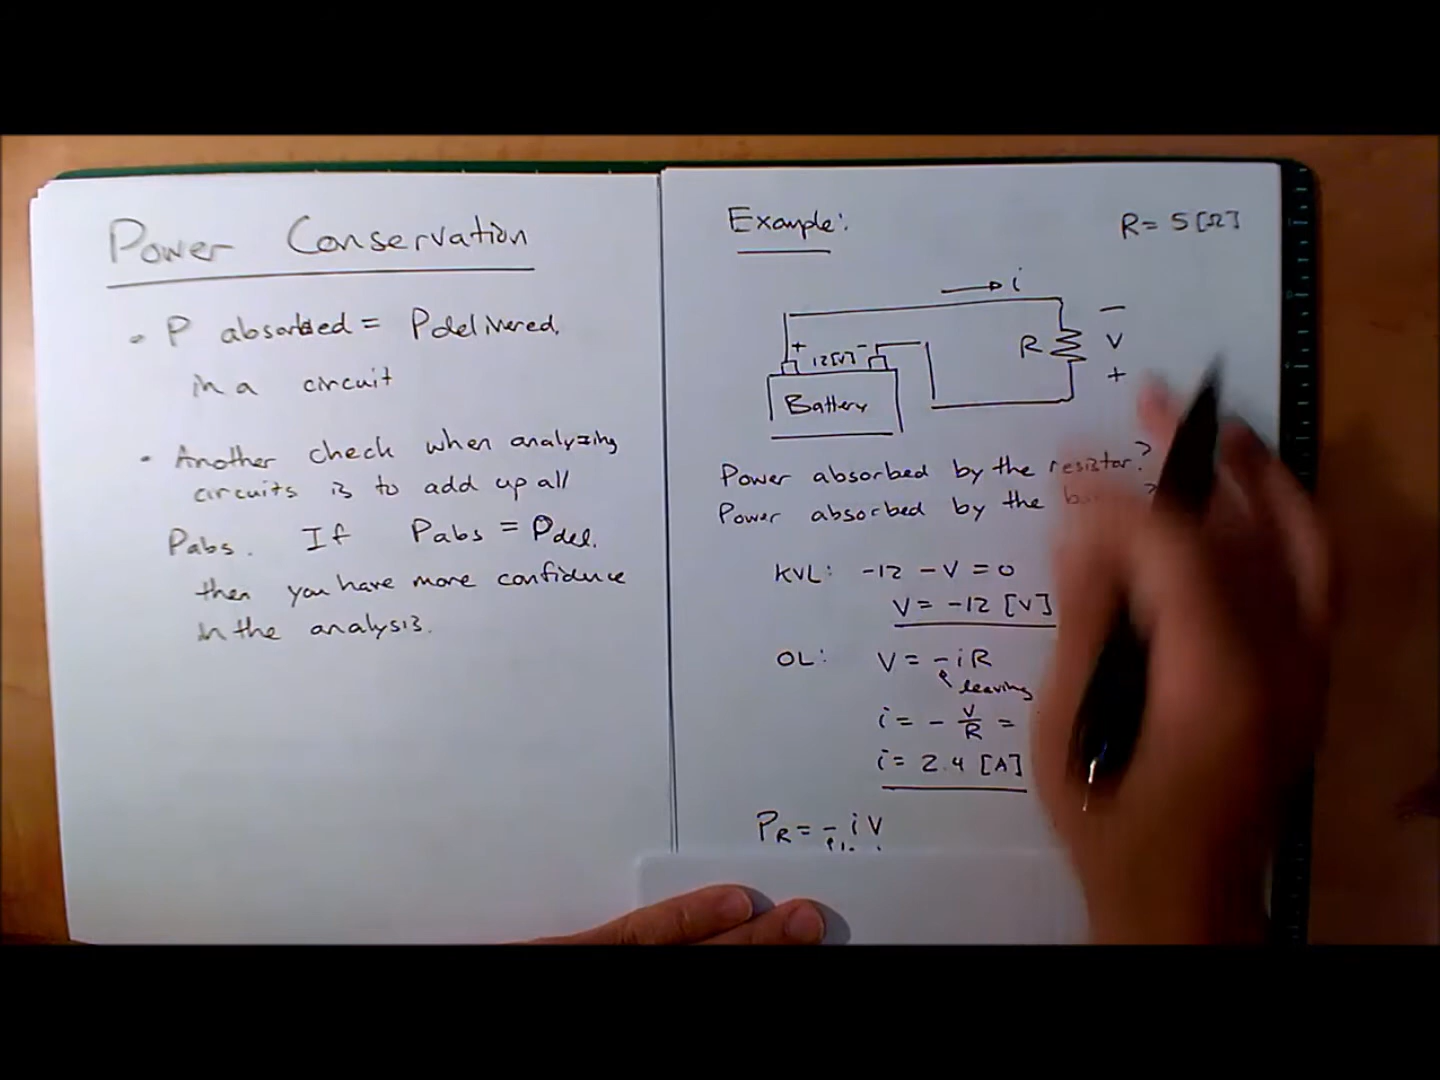 Power Conservation
• P absorbed = P delivered.
in a circuit
• Another check when analyzing
circuits is to add up all
Pabs. If Pabs = Pdel.
then you have more confidence
in the analysis.
Example:
R = 5 [Ω]
i
+ 12[V] -
Battery
R
-
V
+
Power absorbed by the resistor?
Power absorbed by the
KVL: -12 - V = 0
V = -12 [V]
OL: V = -iR
leaving
i = - V/R =
i = 2.4 [A]
PR = - i V